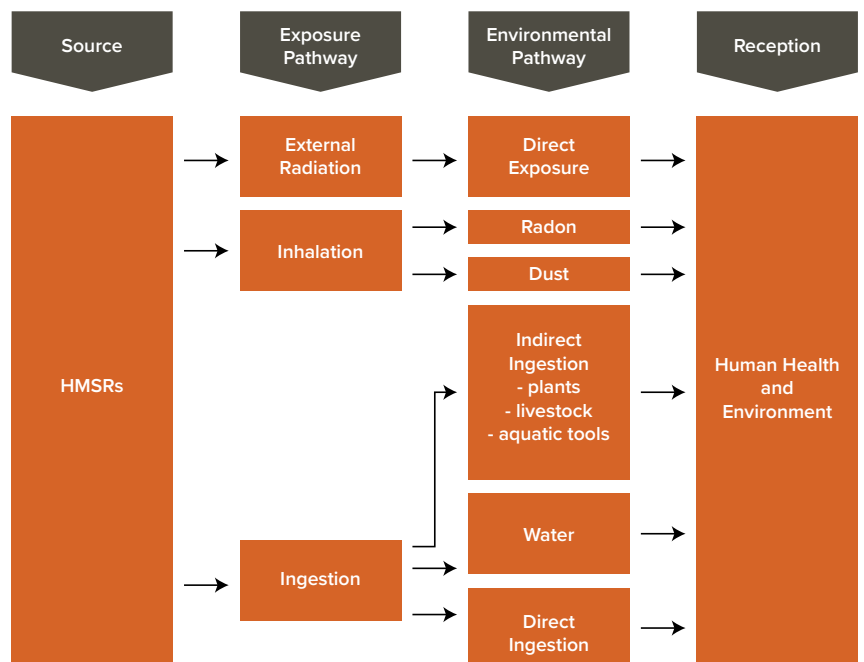 Source
Exposure
Pathway
Environmental
Pathway
Reception
HMSRs
External
Radiation
Direct
Exposure
Inhalation
Radon
Dust
Indirect
Ingestion
- plants
- livestock
- aquatic tools
Human Health
and
Environment
Ingestion
Water
Direct
Ingestion